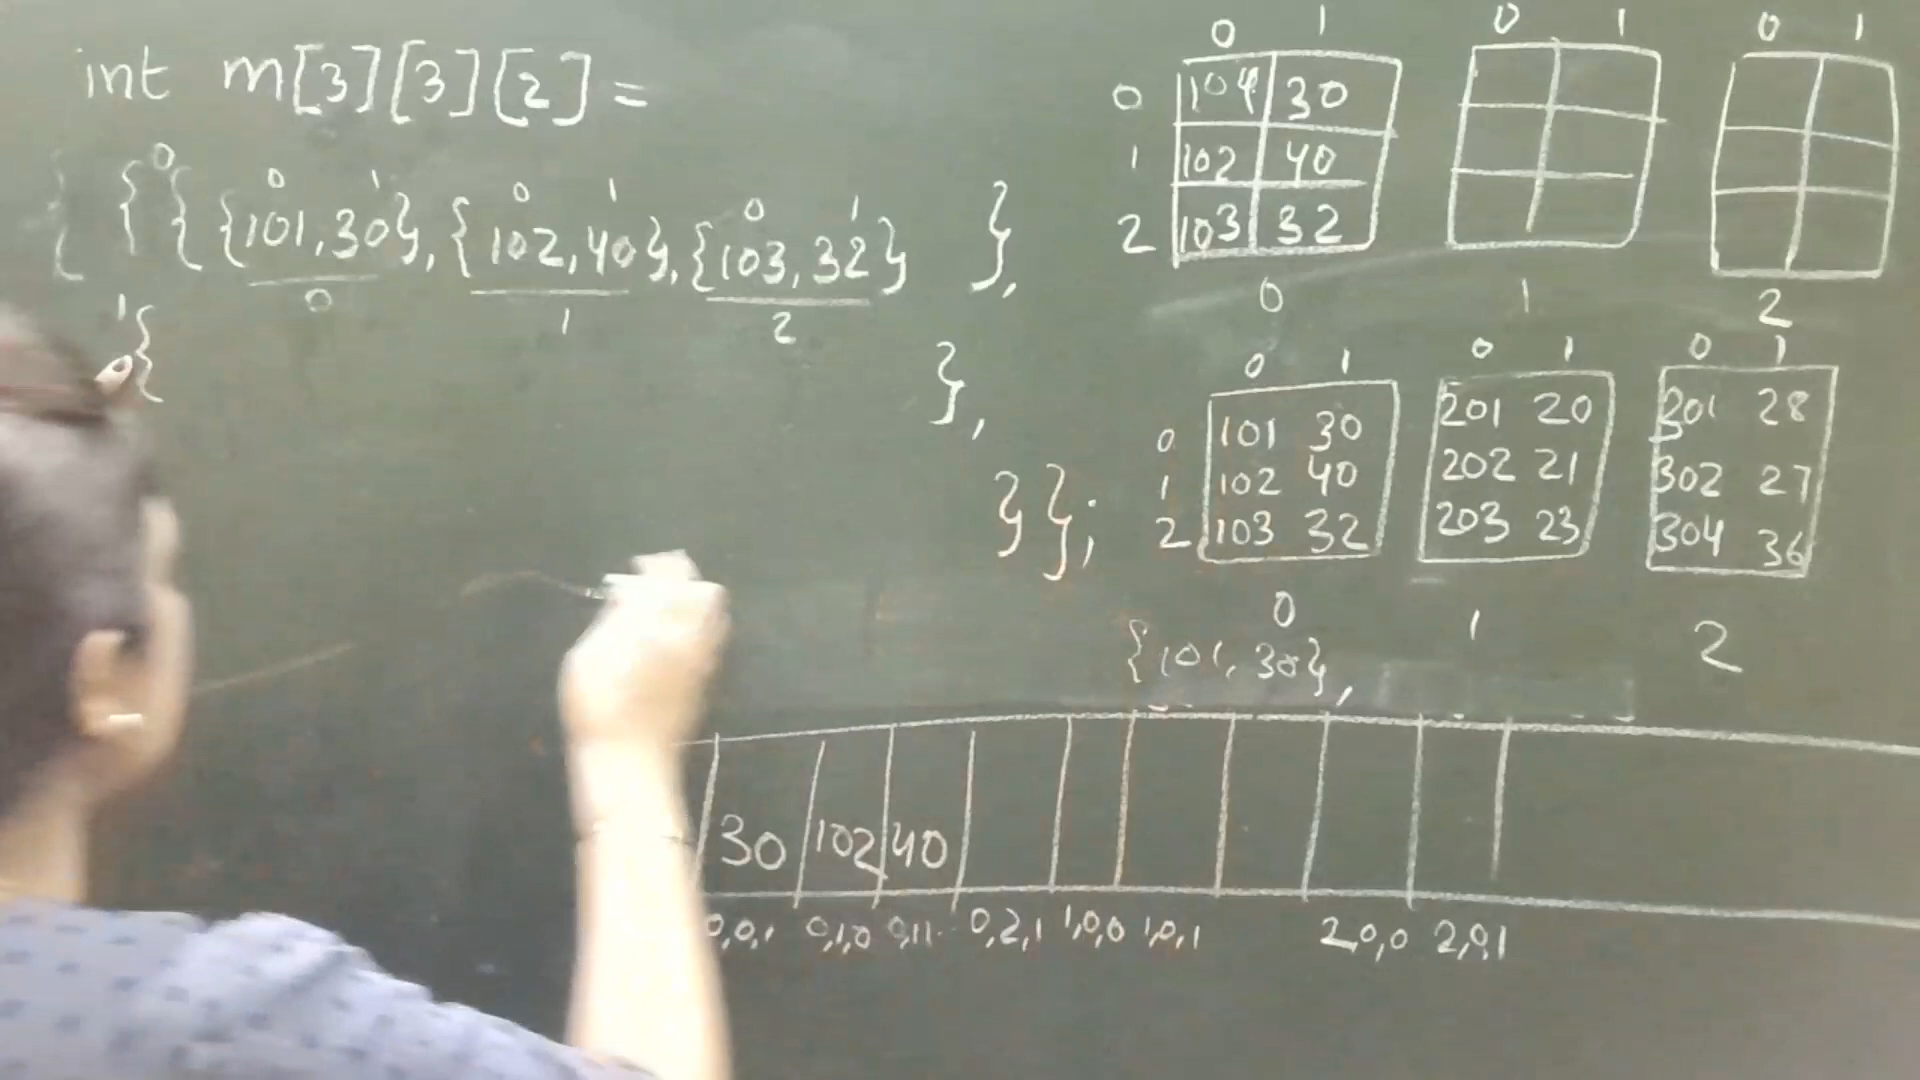 int m[3][3][2] =
0
0 1 0 1 0 1
{ { { {101,30}, {102,40}, {103,32} },
0 1 2
1
0 {
},
}};
0 1 0 1 0 1
0 104 30
1 102 40
2 103 32
0 1 2
0 1 0 1 0 1
0 101 30 201 20 301 28
1 102 40 202 21 302 27
2 103 32 203 23 304 36
0 1 2
{101, 30},
30 102 40
0,0,1 0,1,0 0,1,1 0,2,1 1,0,0 1,0,1 2,0,0 2,0,1